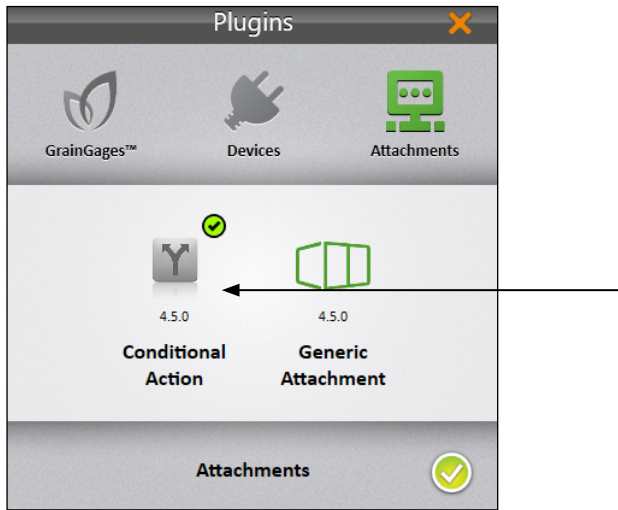 Plugins
GrainGages™
Devices
Attachments
4.5.0
4.5.0
Conditional
Action
Generic
Attachment
Attachments